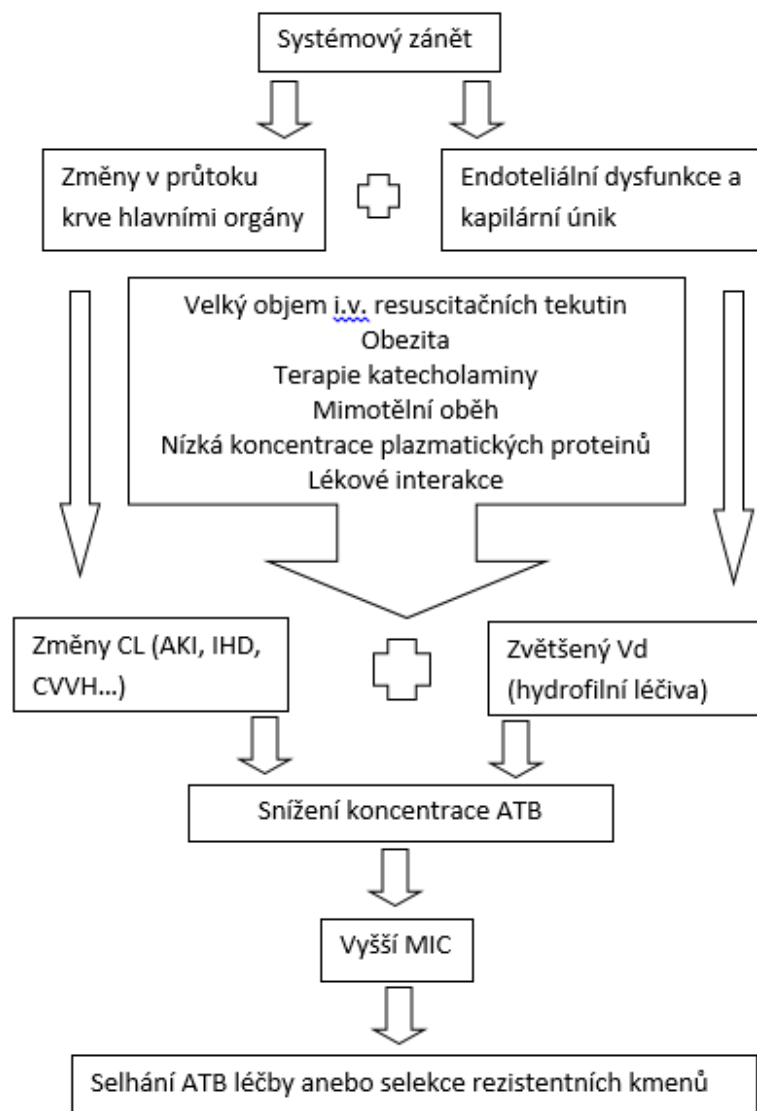 Systémový zánět
Změny v průtoku
krve hlavními orgány
Endoteliální dysfunkce a
kapilární únik
Velký objem i.v. resuscitačních tekutin
Obezita
Terapie katecholaminy
Mimotělní oběh
Nízká koncentrace plazmatických proteinů
Lékové interakce
Změny CL (AKI, IHD,
CVVH...)
Zvětšený Vd
(hydrofilní léčiva)
Snížení koncentrace ATB
Vyšší MIC
Selhání ATB léčby anebo selekce rezistentních kmenů